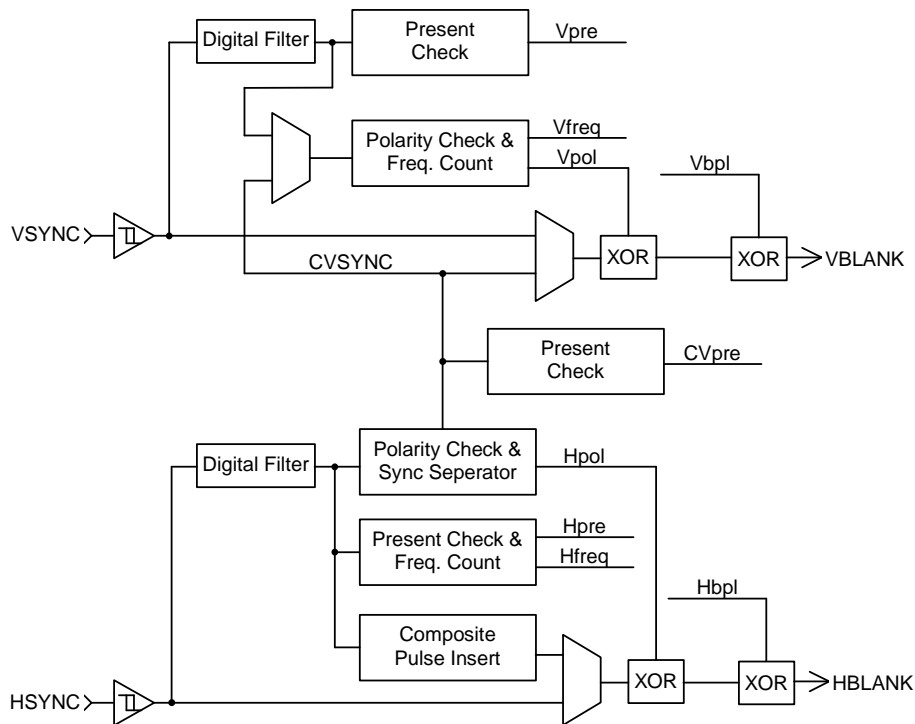 Digital Filter
Present
Check
Vpre
Polarity Check &
Freq. Count
Vfreq
Vpol
Vbpl
VSYNC
CVSYNC
XOR
XOR
VBLANK
Present
Check
CVpre
Digital Filter
Polarity Check &
Sync Seperator
Hpol
Present Check &
Freq. Count
Hpre
Hfreq
Hbpl
Composite
Pulse Insert
HSYNC
XOR
XOR
HBLANK